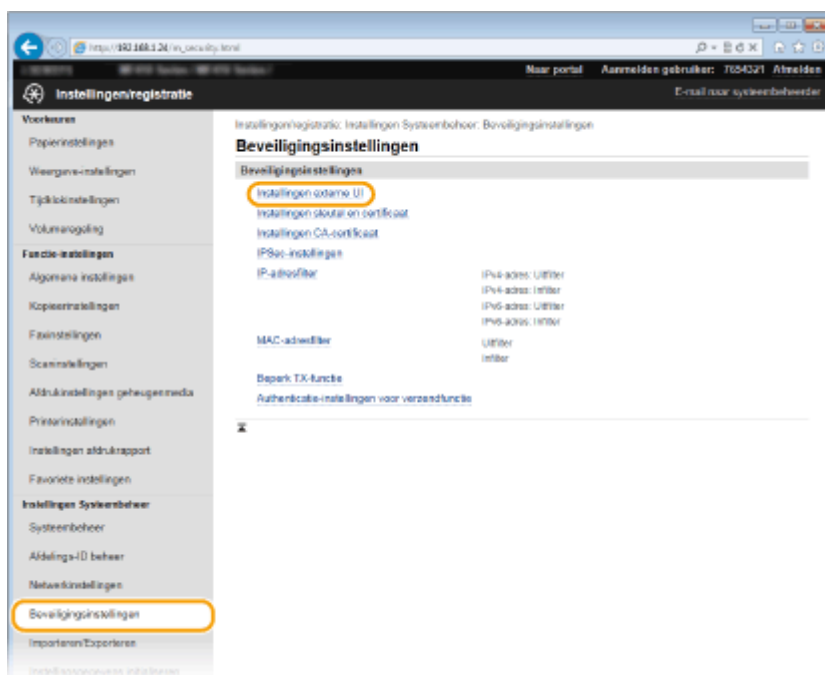 http://192.168.1.24/m_security.html
Naar portal Aanmelden gebruiker: 7654321 Afmelden
Instellingen/registratie
E-mail naar systeembeheerder
Voorkeuren
Papierinstellingen
Weergave-instellingen
Tijdklokinstellingen
Volumeregeling
Functie-instellingen
Algemene instellingen
Kopieerinstellingen
Faxinstellingen
Scaninstellingen
Afdrukinstellingen geheugenmedia
Printerinstellingen
Instellingen afdrukrapport
Favoriete instellingen
Instellingen Systeembeheer
Systeembeheer
Afdelings-ID beheer
Netwerkinstellingen
Beveiligingsinstellingen
Importeren/Exporteren
Instellingen/registratie: Instellingen Systeembeheer: Beveiligingsinstellingen
Beveiligingsinstellingen
Beveiligingsinstellingen
Instellingen externe UI
Instellingen sleutel en certificaat
Instellingen CA-certificaat
IPSec-instellingen
IP-adresfilter IPv4-adres: Uitfilter
IPv4-adres: Infilter
IPv6-adres: Uitfilter
IPv6-adres: Infilter
MAC-adresfilter Uitfilter
Infilter
Beperk TX-functie
Authenticatie-instellingen voor verzendfunctie